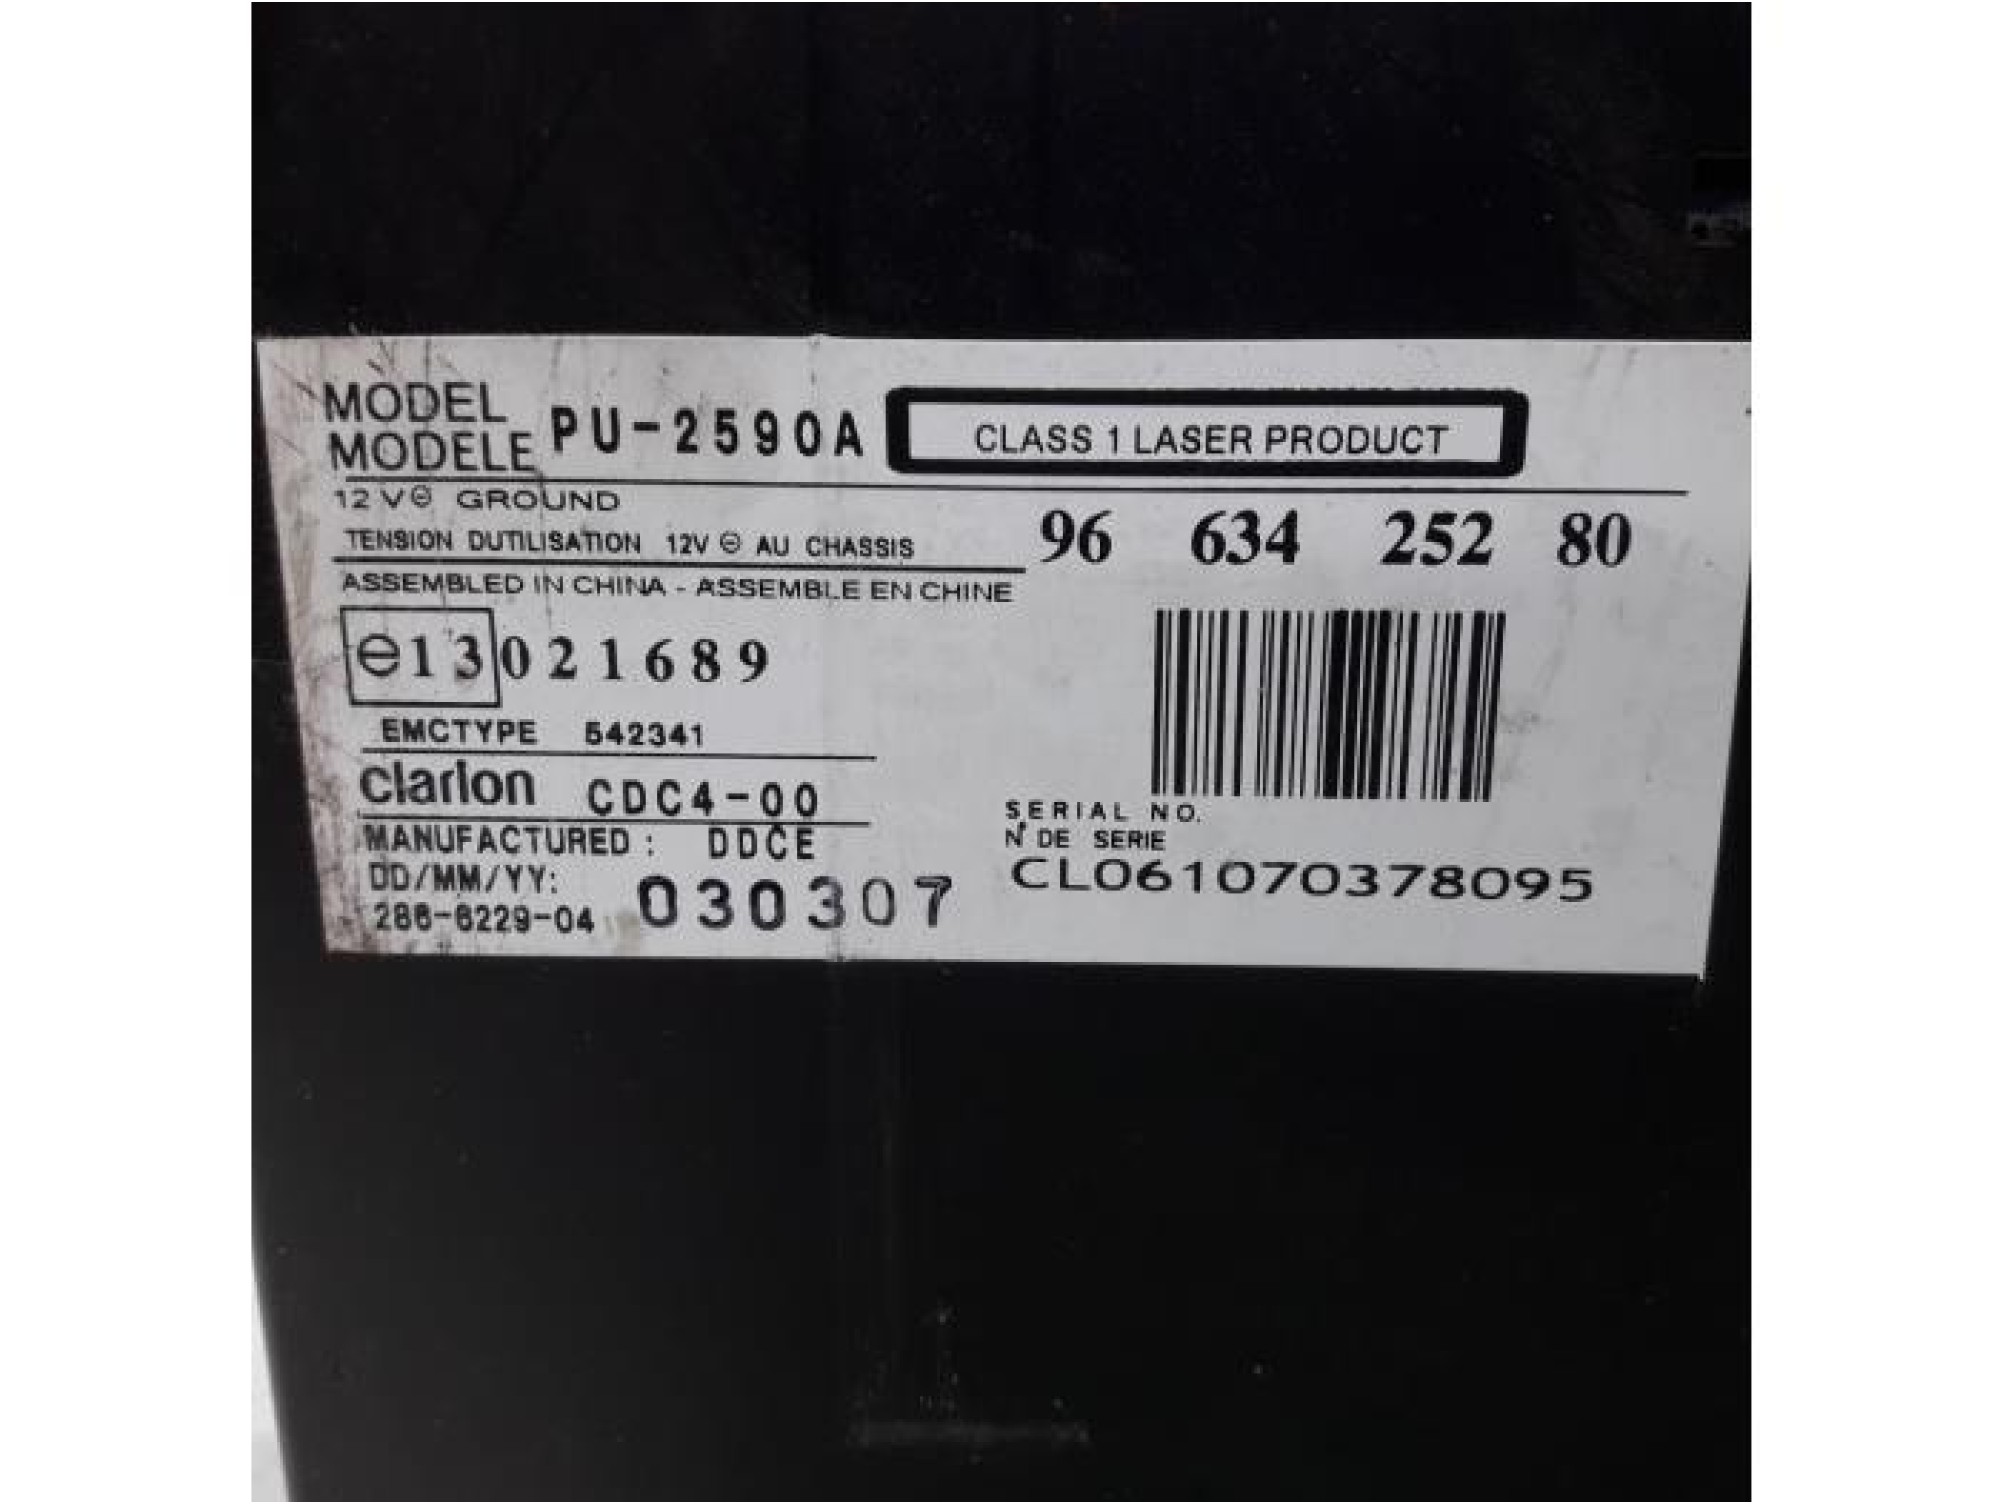 MODEL
MODELE PU-2590A
CLASS 1 LASER PRODUCT
12 V⊖ GROUND
TENSION DUTILISATION 12V ⊖ AU CHASSIS
96 634 252 80
ASSEMBLED IN CHINA - ASSEMBLE EN CHINE
e13 021689
EMCTYPE 542341
clarion CDC4-00
MANUFACTURED : DDCE
DD/MM/YY:
286-6229-04 030307
SERIAL NO.
N° DE SERIE
CL061070378095